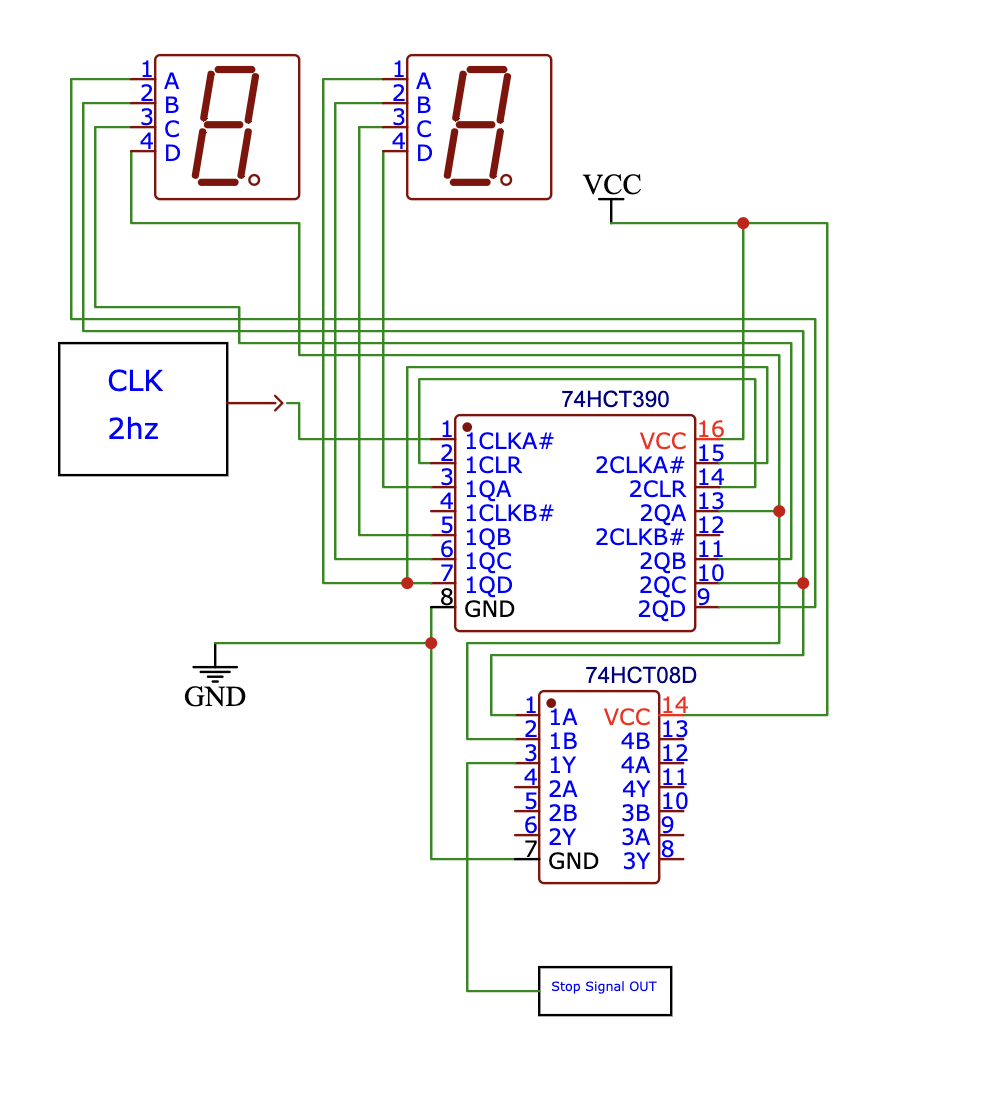 1 A
2 B
3 C
4 D
1 A
2 B
3 C
4 D
VCC
CLK
2hz
74HCT390
1 1CLKA# VCC 16
2 1CLR 2CLKA# 15
3 1QA 2CLR 14
4 1CLKB# 2QA 13
5 1QB 2CLKB# 12
6 1QC 2QB 11
7 1QD 2QC 10
8 GND 2QD 9
GND
74HCT08D
1 1A VCC 14
2 1B 4B 13
3 1Y 4A 12
4 2A 4Y 11
5 2B 3B 10
6 2Y 3A 9
7 GND 3Y 8
Stop Signal OUT